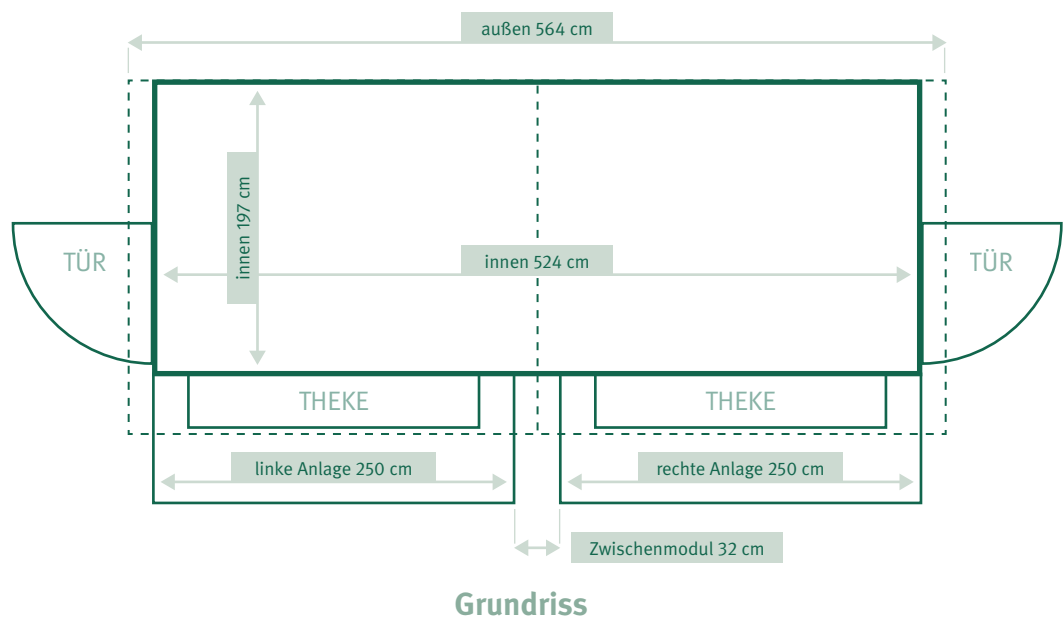 außen 564 cm
innen 197 cm
TÜR
innen 524 cm
TÜR
THEKE
THEKE
linke Anlage 250 cm
rechte Anlage 250 cm
Zwischenmodul 32 cm
Grundriss